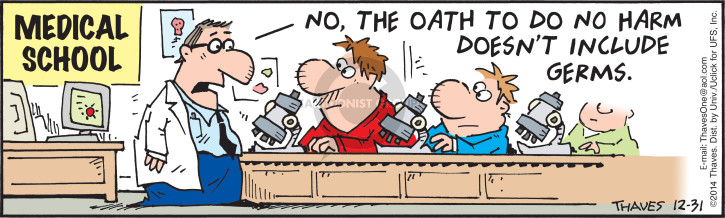 MEDICAL
SCHOOL
NO, THE OATH TO DO NO HARM
DOESN'T INCLUDE
GERMS.
E-mail: ThavesOne@aol.com
©2014 Thaves. Dist. by Univ./Uclick for UFS, Inc.
THAVES 12-31